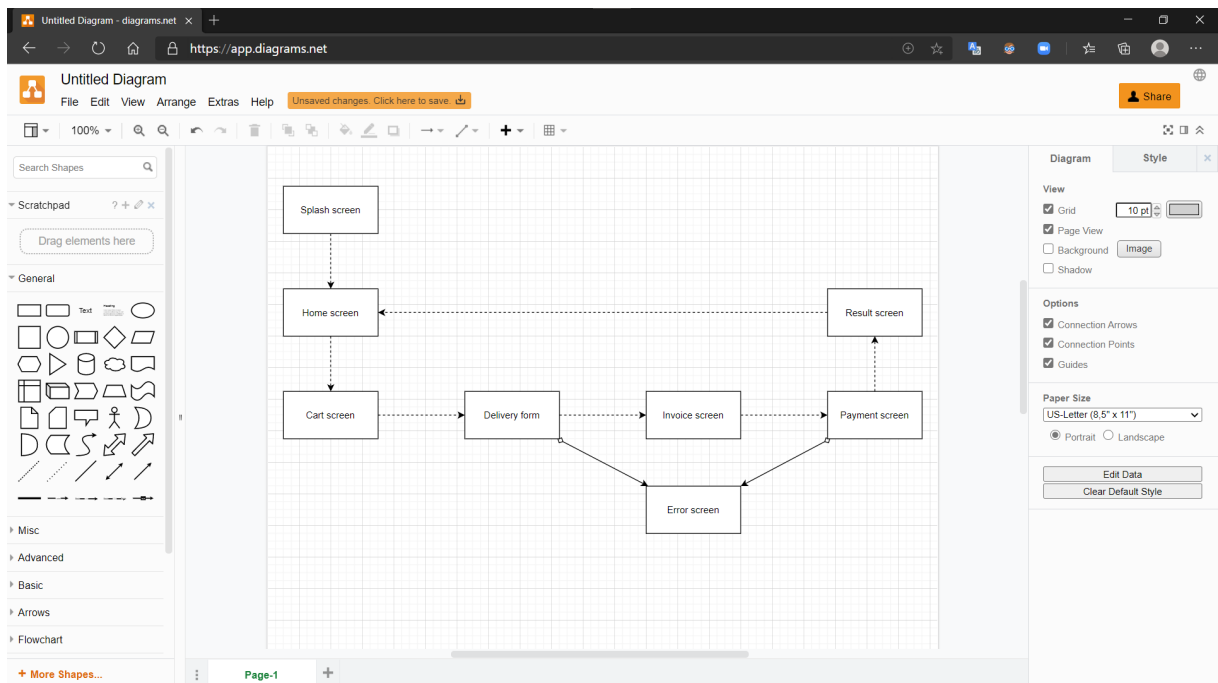 Untitled Diagram - diagrams.net
https://app.diagrams.net
Untitled Diagram
File Edit View Arrange Extras Help
Unsaved changes. Click here to save.
Share
100%
Search Shapes
Scratchpad
?
Drag elements here
General
Text
Misc
Advanced
Basic
Arrows
Flowchart
+ More Shapes...
Splash screen
Home screen
Result screen
Cart screen
Delivery form
Invoice screen
Payment screen
Error screen
Page-1
Diagram Style
View
Grid 10 pt
Page View
Background Image
Shadow
Options
Connection Arrows
Connection Points
Guides
Paper Size
US-Letter (8,5" x 11")
Portrait Landscape
Edit Data
Clear Default Style